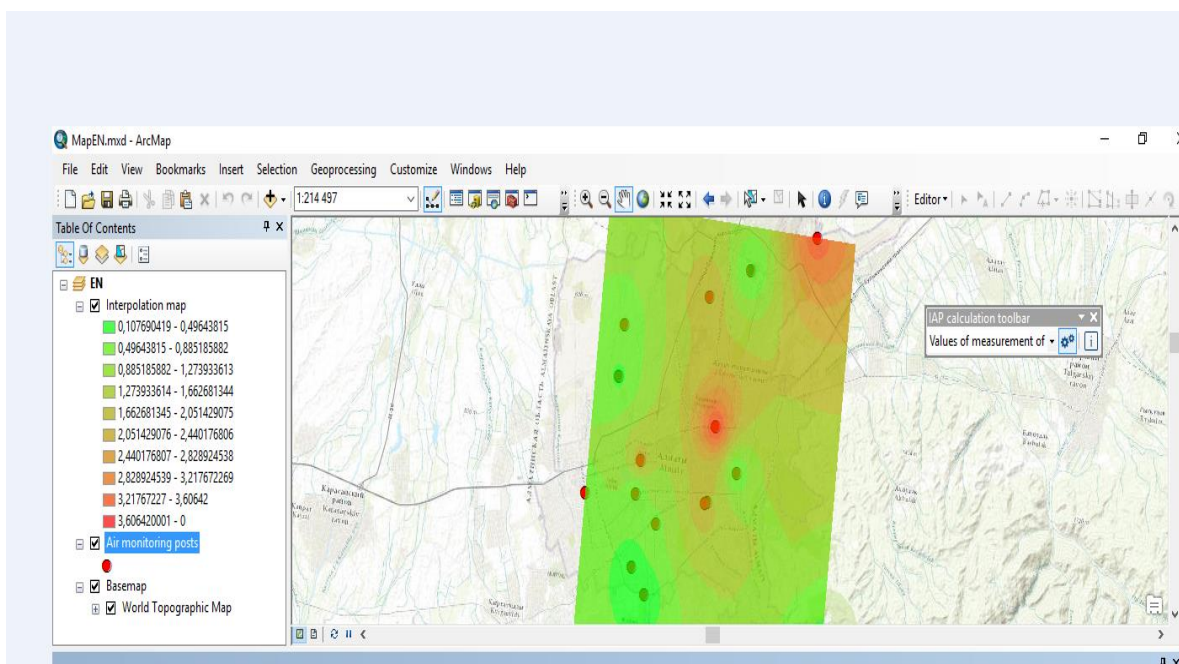 MapEN.mxd - ArcMap
File Edit View Bookmarks Insert Selection Geoprocessing Customize Windows Help
1:214 497
Editor
Table Of Contents
EN
Interpolation map
0,107690419 - 0,49643815
0,49643815 - 0,885185882
0,885185882 - 1,273933613
1,273933614 - 1,662681344
1,662681345 - 2,051429075
2,051429076 - 2,440176806
2,440176807 - 2,828924538
2,828924539 - 3,217672269
3,21767227 - 3,60642
3,606420001 - 0
Air monitoring posts
Basemap
World Topographic Map
IAP calculation toolbar
Values of measurement of
Алматы
Almaty